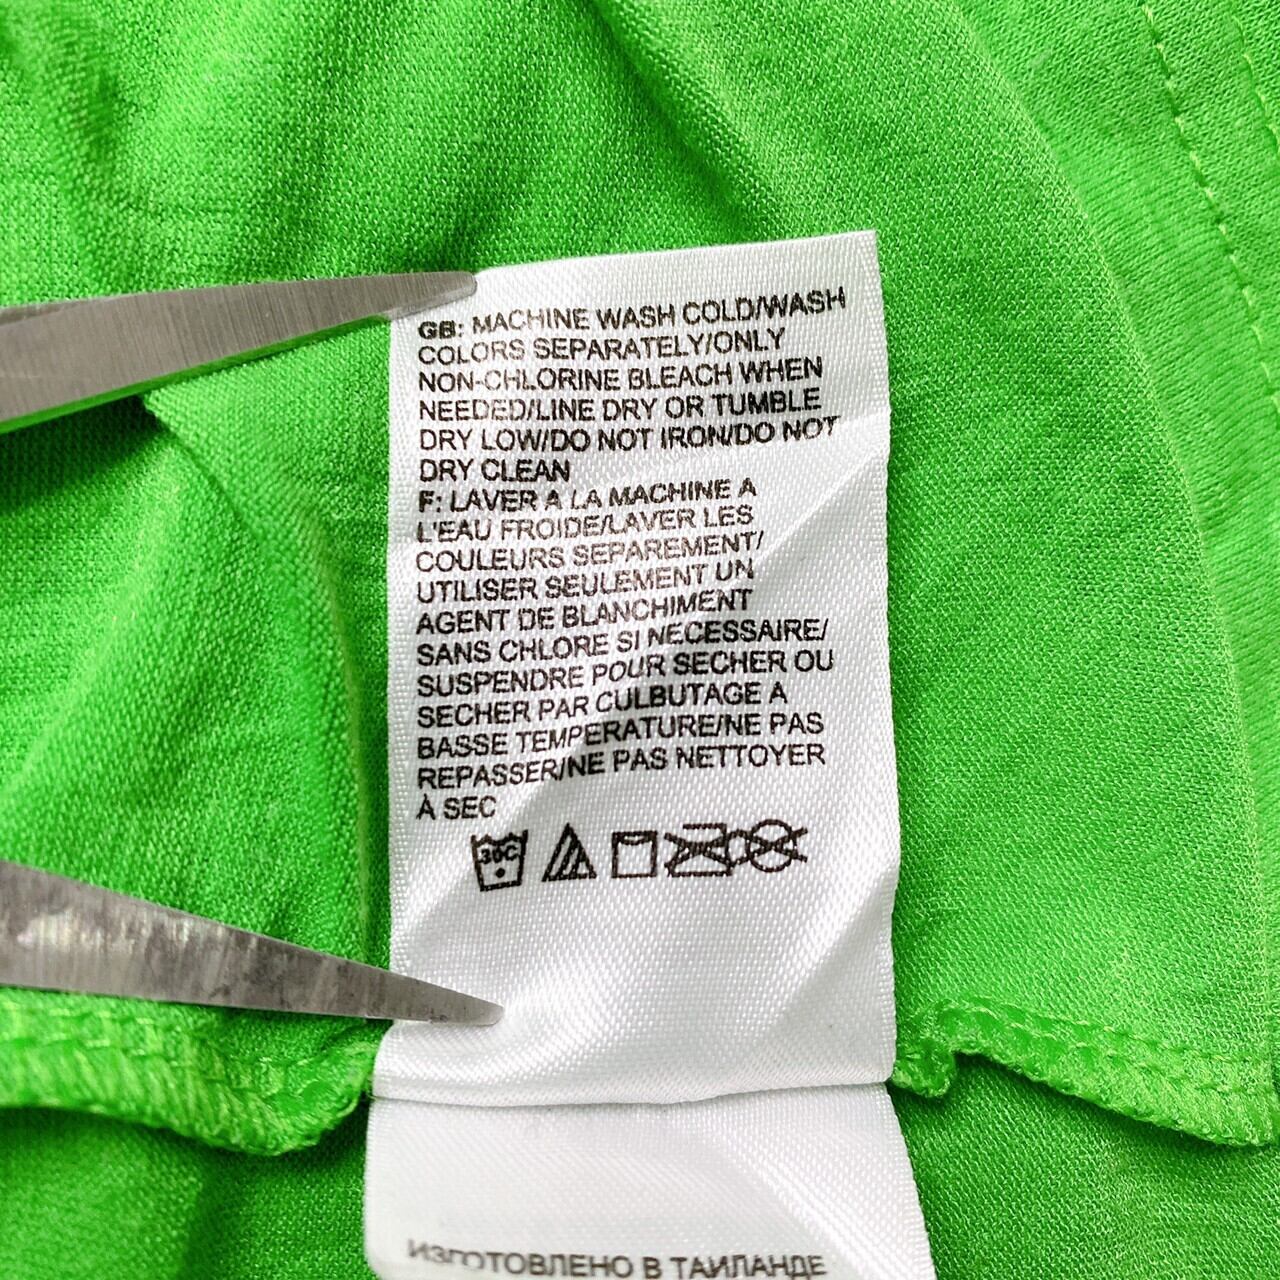 GB: MACHINE WASH COLD/WASH
COLORS SEPARATELY/ONLY
NON-CHLORINE BLEACH WHEN
NEEDED/LINE DRY OR TUMBLE
DRY LOW/DO NOT IRON/DO NOT
DRY CLEAN
F: LAVER A LA MACHINE A
L'EAU FROIDE/LAVER LES
COULEURS SEPAREMENT/
UTILISER SEULEMENT UN
AGENT DE BLANCHIMENT
SANS CHLORE SI NECESSAIRE/
SUSPENDRE POUR SECHER OU
SECHER PAR CULBUTAGE A
BASSE TEMPERATURE/NE PAS
REPASSER/NE PAS NETTOYER
À SEC
30C
ИЗГОТОВЛЕНО В ТАИЛАНДЕ